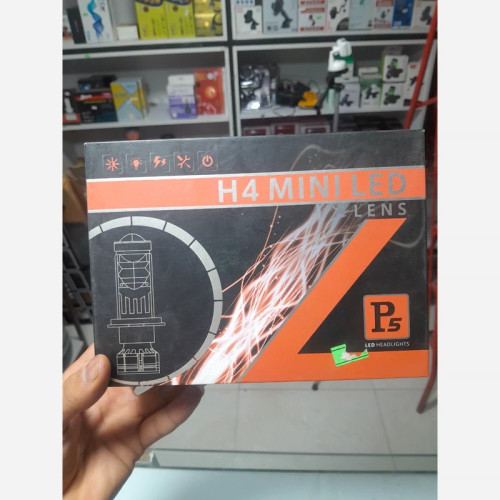 H4 MINI LED
LENS
P5
LED HEADLIGHTS